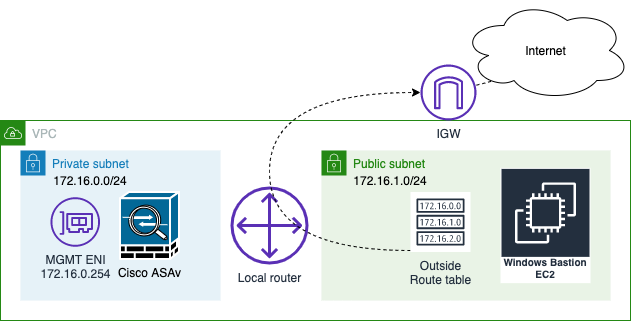 Internet
IGW
VPC
Private subnet
172.16.0.0/24
MGMT ENI
172.16.0.254
Cisco ASAv
Local router
Public subnet
172.16.1.0/24
172.16.0.0
172.16.1.0
172.16.2.0
Outside
Route table
Windows Bastion
EC2